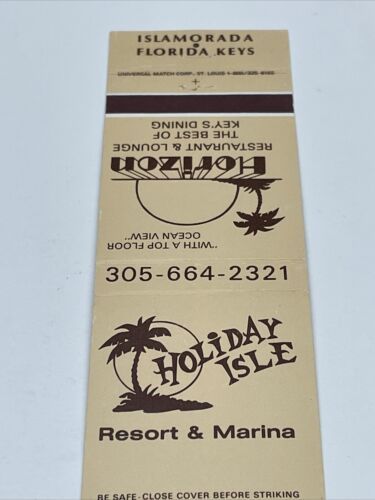 ISLAMORADA
•
FLORIDA KEYS
UNIVERSAL MATCH CORP., ST. LOUIS
Horizon
RESTAURANT & LOUNGE
THE BEST OF
KEY'S DINING
"WITH A TOP FLOOR
OCEAN VIEW"
305-664-2321
HOLIDAY
ISLE
Resort & Marina
BE SAFE-CLOSE COVER BEFORE STRIKING